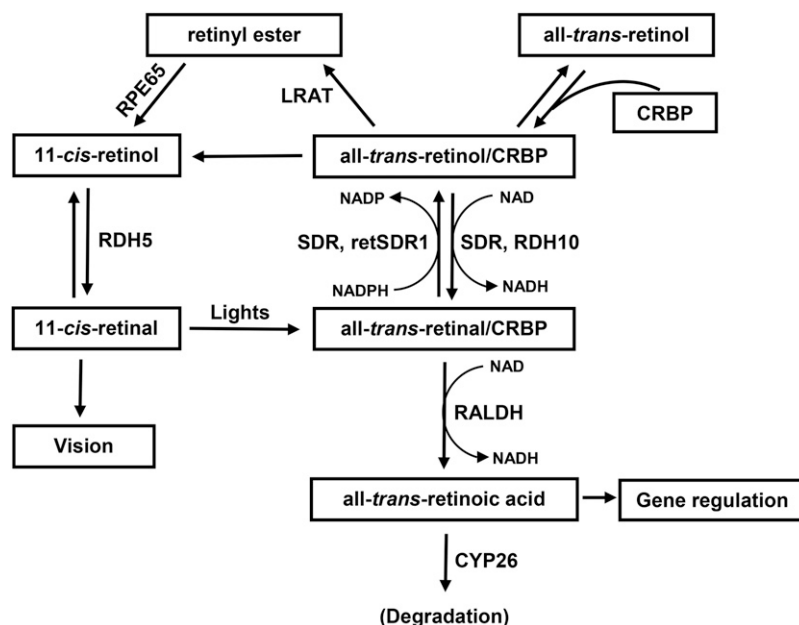 retinyl ester
all-trans-retinol
RPE65
LRAT
CRBP
11-cis-retinol
all-trans-retinol/CRBP
NADP
NAD
RDH5
SDR, retSDR1
SDR, RDH10
NADPH
NADH
Lights
11-cis-retinal
all-trans-retinal/CRBP
NAD
RALDH
Vision
NADH
all-trans-retinoic acid
Gene regulation
CYP26
(Degradation)